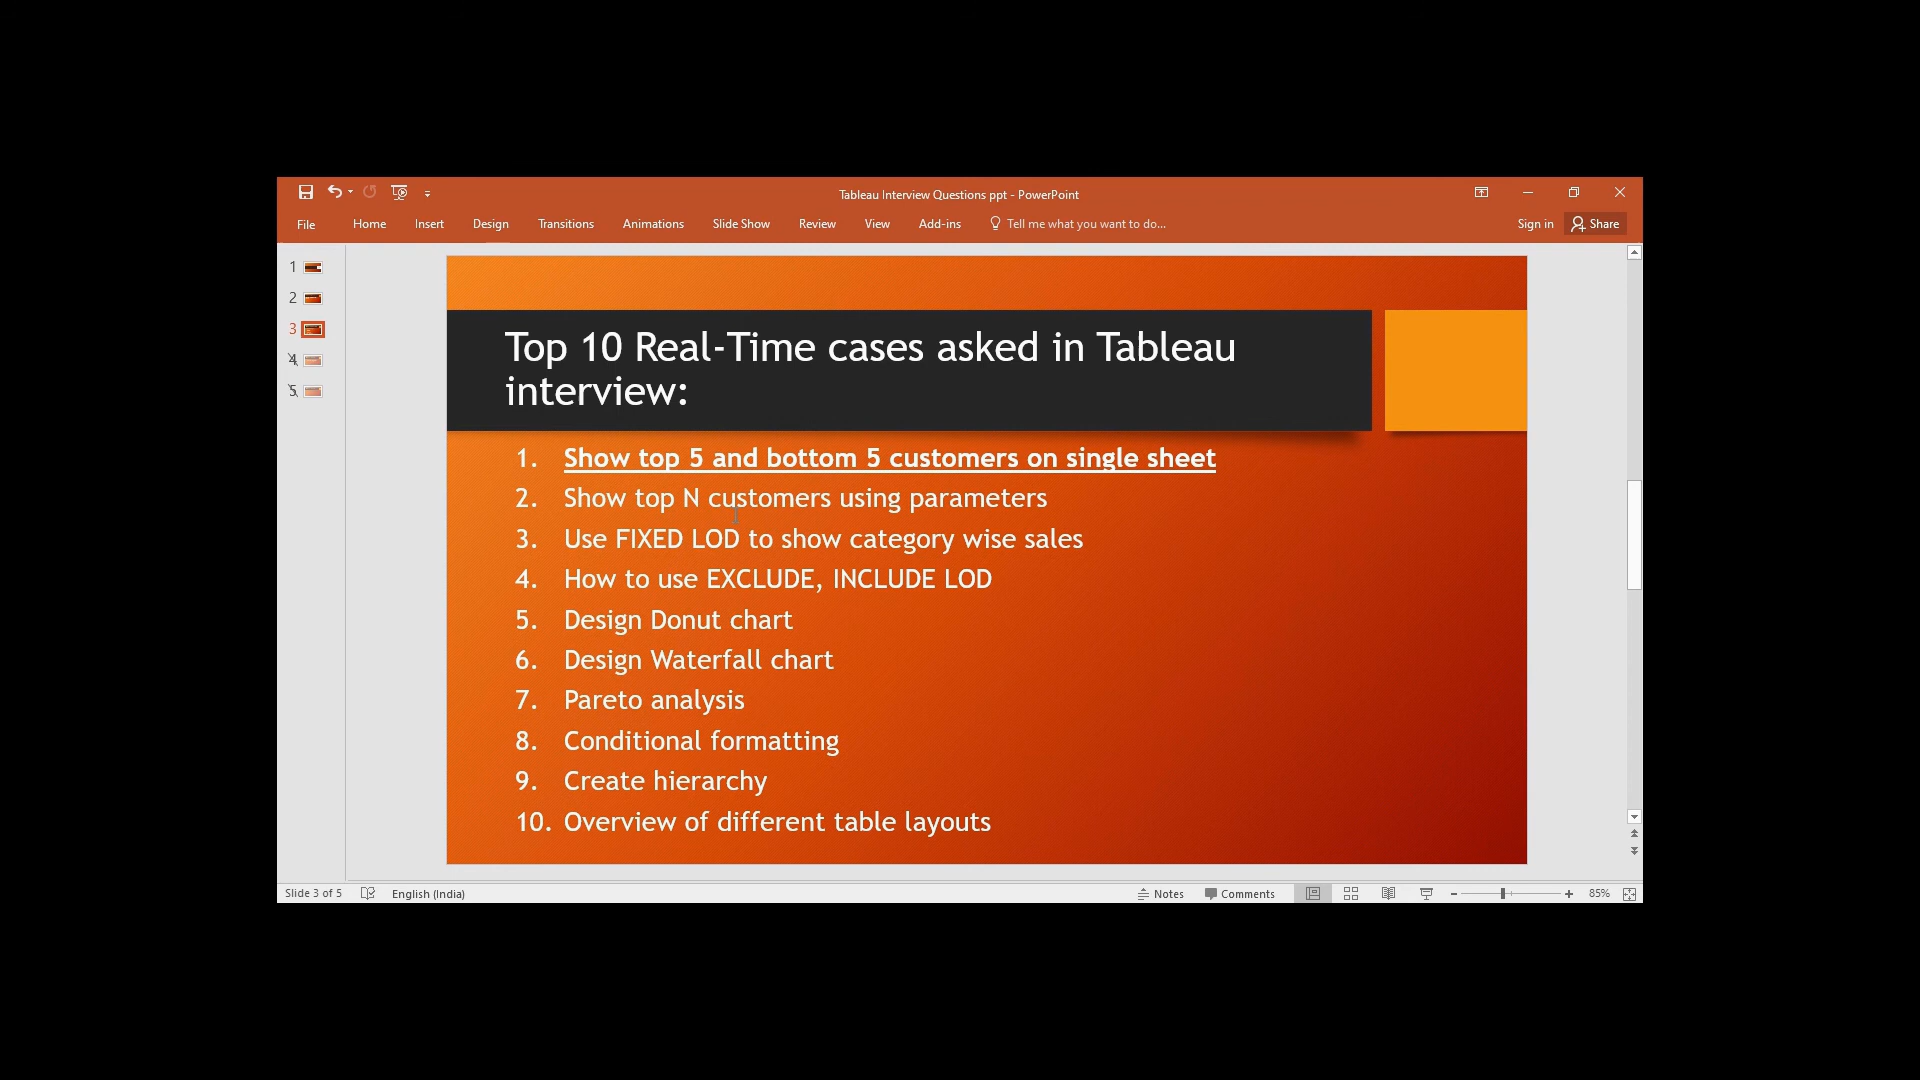 Tableau Interview Questions ppt - PowerPoint
File Home Insert Design Transitions Animations Slide Show Review View Add-ins Tell me what you want to do... Sign in Share
1
2
3
4
5
Top 10 Real-Time cases asked in Tableau
interview:
1. Show top 5 and bottom 5 customers on single sheet
2. Show top N customers using parameters
3. Use FIXED LOD to show category wise sales
4. How to use EXCLUDE, INCLUDE LOD
5. Design Donut chart
6. Design Waterfall chart
7. Pareto analysis
8. Conditional formatting
9. Create hierarchy
10. Overview of different table layouts
Slide 3 of 5 English (India) Notes Comments 85%